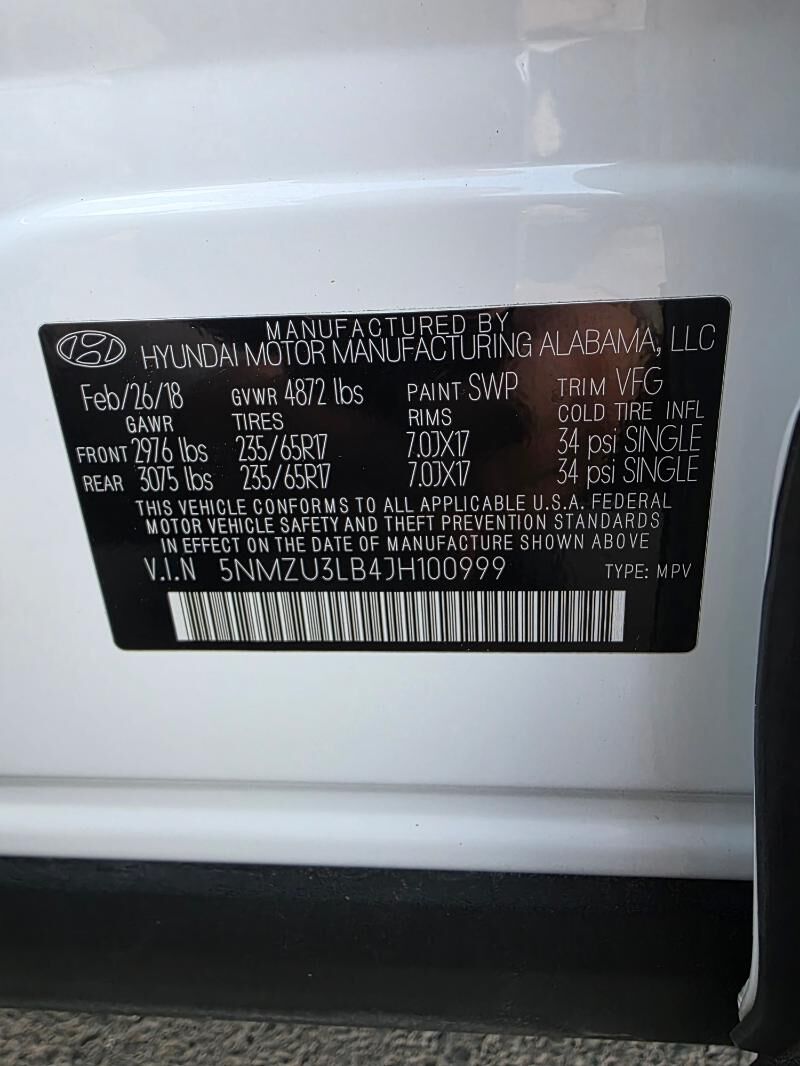 MANUFACTURED BY
HYUNDAI MOTOR MANUFACTURING ALABAMA, LLC
Feb/26/18 GVWR 4872 lbs PAINT SWP TRIM VFG
GAWR TIRES RIMS COLD TIRE INFL
FRONT 2976 lbs 235/65R17 7.0JX17 34 psi SINGLE
REAR 3075 lbs 235/65R17 7.0JX17 34 psi SINGLE
THIS VEHICLE CONFORMS TO ALL APPLICABLE U.S.A. FEDERAL
MOTOR VEHICLE SAFETY AND THEFT PREVENTION STANDARDS
IN EFFECT ON THE DATE OF MANUFACTURE SHOWN ABOVE
V.I.N 5NMZU3LB4JH100999 TYPE: MPV